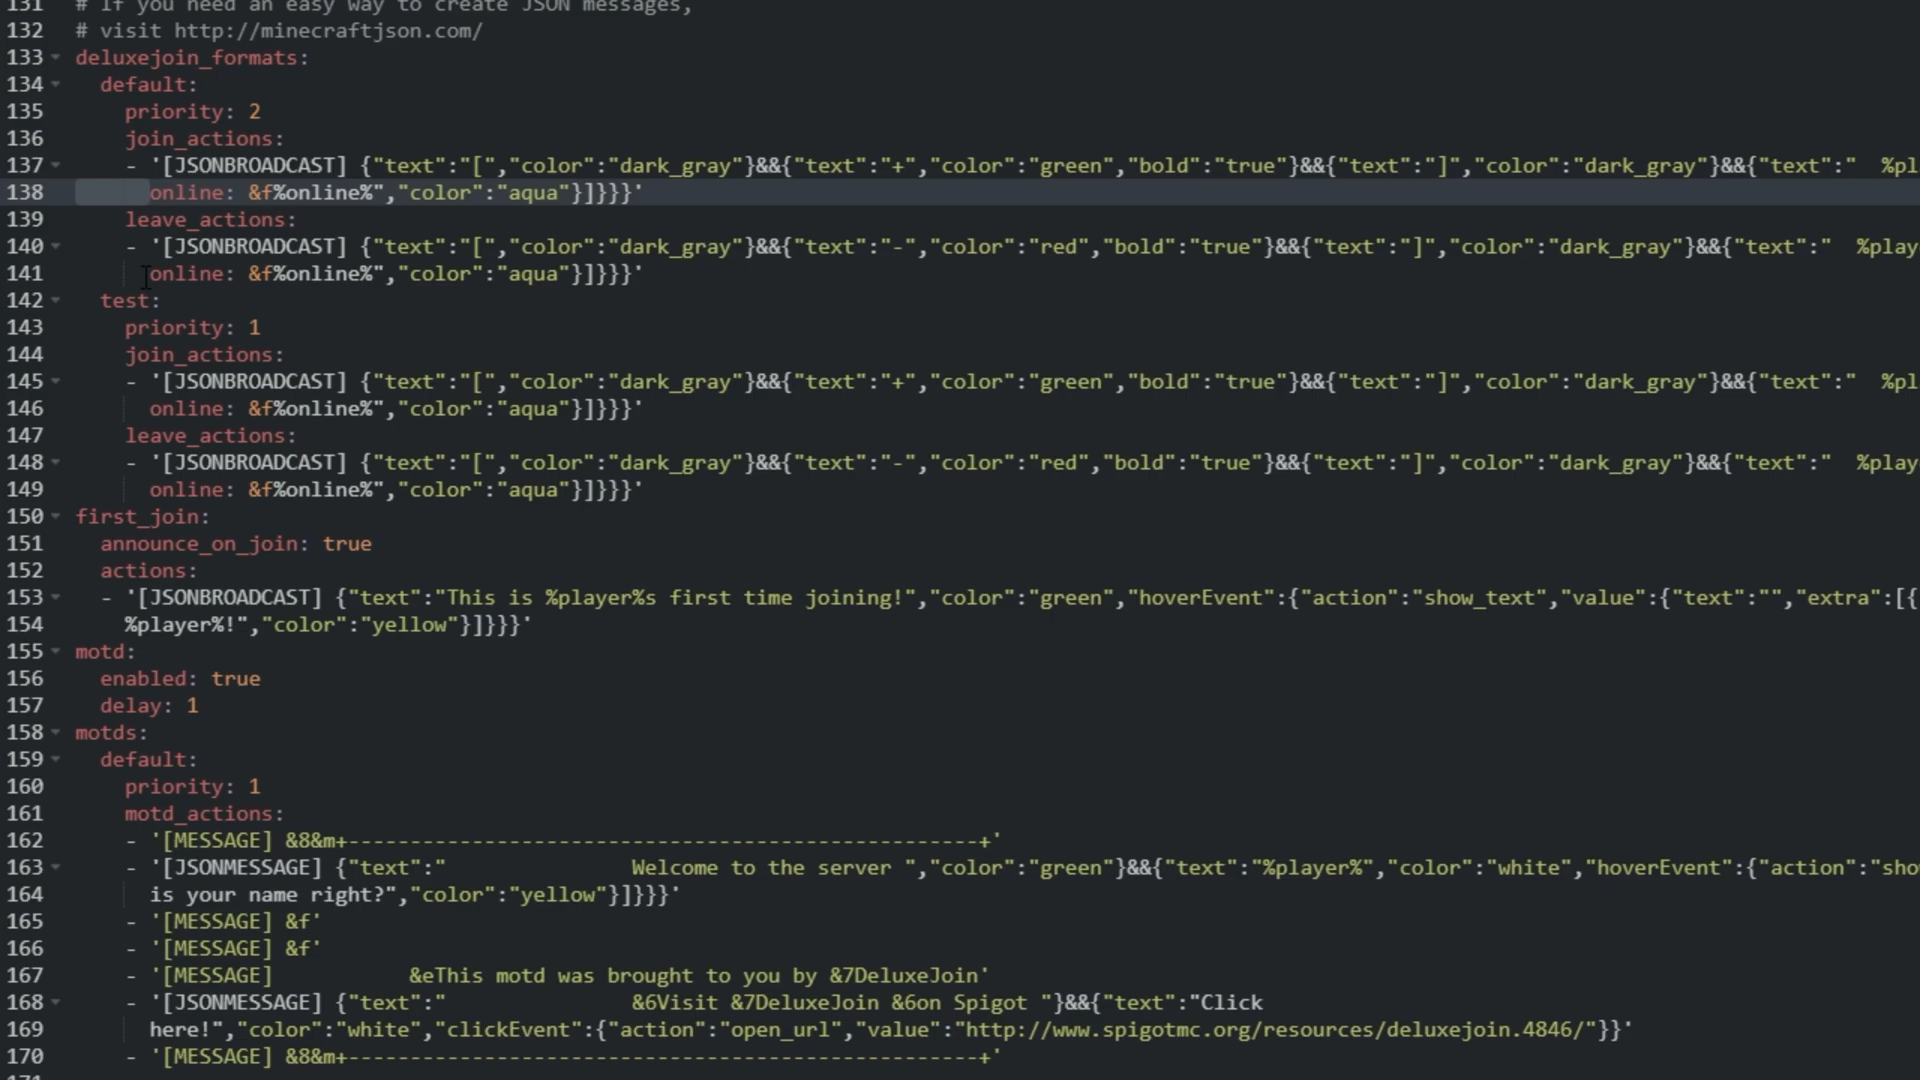 131 # If you need an easy way to create JSON messages,
132 # visit http://minecraftjson.com/
133 deluxejoin_formats:
134 default:
135 priority: 2
136 join_actions:
137 - '[JSONBROADCAST] {"text":"[","color":"dark_gray"}&&{"text":"+","color":"green","bold":"true"}&&{"text":"]","color":"dark_gray"}&&{"text":"  %pl
138 online: &f%online%","color":"aqua"}]}}}'
139 leave_actions:
140 - '[JSONBROADCAST] {"text":"[","color":"dark_gray"}&&{"text":"-","color":"red","bold":"true"}&&{"text":"]","color":"dark_gray"}&&{"text":"  %play
141 online: &f%online%","color":"aqua"}]}}}'
142 test:
143 priority: 1
144 join_actions:
145 - '[JSONBROADCAST] {"text":"[","color":"dark_gray"}&&{"text":"+","color":"green","bold":"true"}&&{"text":"]","color":"dark_gray"}&&{"text":"  %pl
146 online: &f%online%","color":"aqua"}]}}}'
147 leave_actions:
148 - '[JSONBROADCAST] {"text":"[","color":"dark_gray"}&&{"text":"-","color":"red","bold":"true"}&&{"text":"]","color":"dark_gray"}&&{"text":"  %play
149 online: &f%online%","color":"aqua"}]}}}'
150 first_join:
151 announce_on_join: true
152 actions:
153 - '[JSONBROADCAST] {"text":"This is %player%s first time joining!","color":"green","hoverEvent":{"action":"show_text","value":{"text":"","extra":[{
154 %player%!","color":"yellow"}]}}}'
155 motd:
156 enabled: true
157 delay: 1
158 motds:
159 default:
160 priority: 1
161 motd_actions:
162 - '[MESSAGE] &8&m+---------------------------------------------------+'
163 - '[JSONMESSAGE] {"text":"               Welcome to the server ","color":"green"}&&{"text":"%player%","color":"white","hoverEvent":{"action":"sho
164 is your name right?","color":"yellow"}]}}}'
165 - '[MESSAGE] &f'
166 - '[MESSAGE] &f'
167 - '[MESSAGE]           &eThis motd was brought to you by &7DeluxeJoin'
168 - '[JSONMESSAGE] {"text":"               &6Visit &7DeluxeJoin &6on Spigot "}&&{"text":"Click
169 here!","color":"white","clickEvent":{"action":"open_url","value":"http://www.spigotmc.org/resources/deluxejoin.4846/"}}'
170 - '[MESSAGE] &8&m+---------------------------------------------------+'